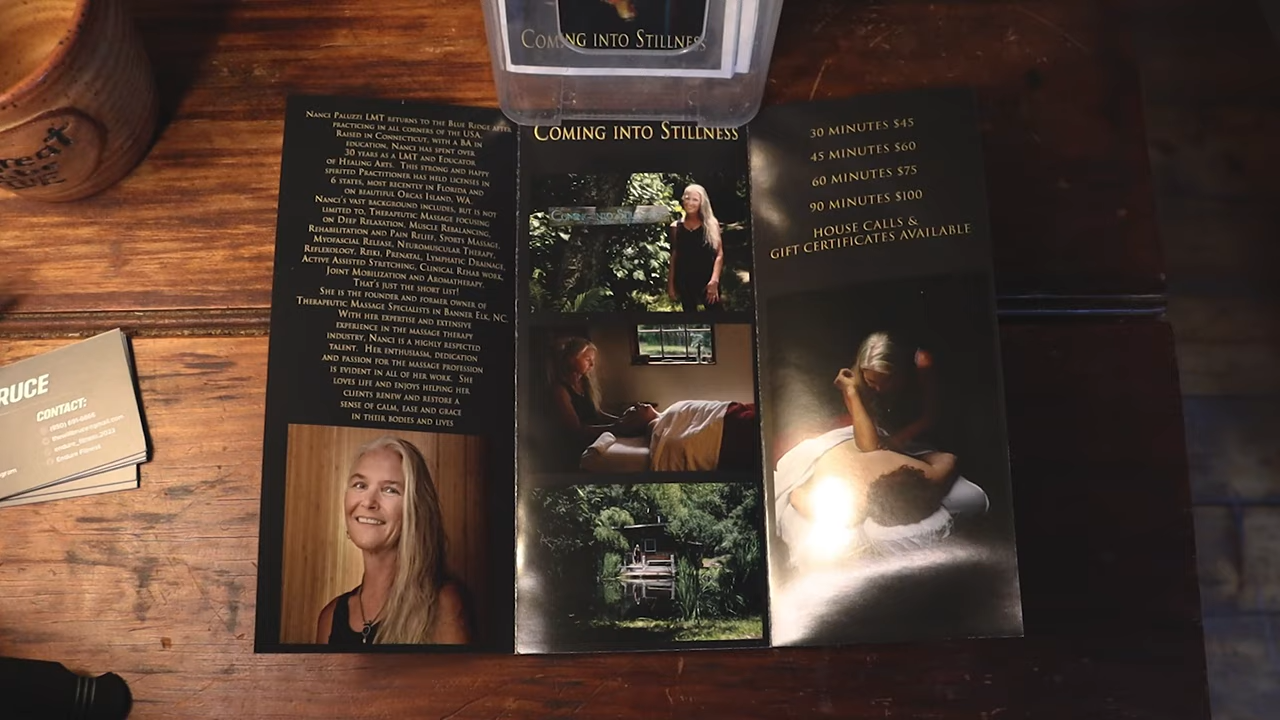 Coming into Stillness
Nanci Paluzzi LMT returns to the Blue Ridge after
practicing in all corners of the USA.
Raised in Connecticut, with a BA in
education, Nanci has spent over
30 years as a LMT and Educator
of Healing Arts. This strong and happy
spirited Practitioner has held licenses in
6 states, most recently in Florida and
on beautiful Orcas Island, WA.
Nanci's vast background includes, but is not
limited to, Therapeutic Massage focusing
on Deep Relaxation, Muscle Rebalancing,
Rehabilitation and Pain Relief, Sports Massage,
Myofascial Release, Neuromuscular Therapy,
Reflexology, Reiki, Prenatal, Lymphatic Drainage,
Active Assisted Stretching, Clinical Rehab work,
Joint Mobilization and Aromatherapy.
That's just the short list!
She is the founder and former owner of
Therapeutic Massage Specialists in Banner Elk, NC.
With her expertise and extensive
experience in the massage therapy
industry, Nanci is a highly respected
talent. Her enthusiasm, dedication
and passion for the massage profession
is evident in all of her work. She
loves life and enjoys helping her
clients renew and restore a
sense of calm, ease and grace
in their bodies and lives
Coming into Stillness
30 minutes $45
45 minutes $60
60 minutes $75
90 minutes $100
House calls &
Gift certificates available
RUCE
CONTACT: